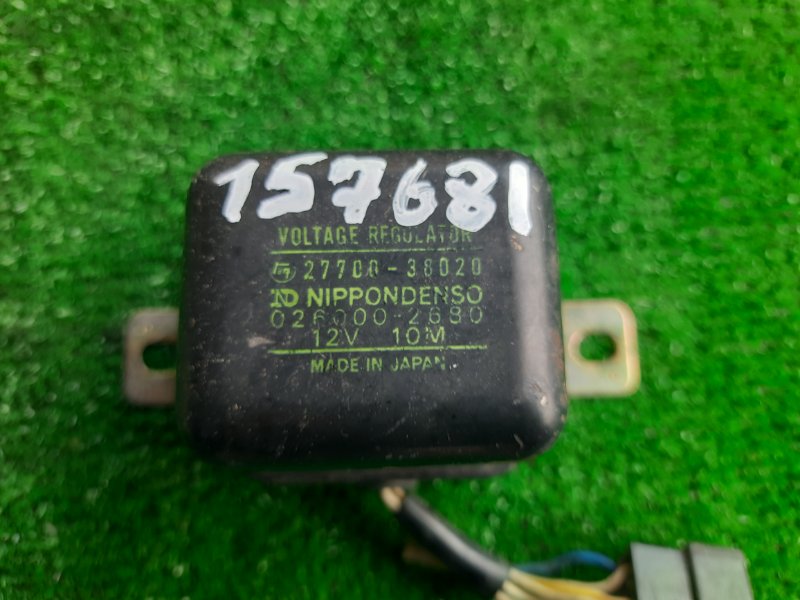 157681
VOLTAGE REGULATOR
27700-38020
ND NIPPONDENSO
026000-2680
12V 10M
MADE IN JAPAN